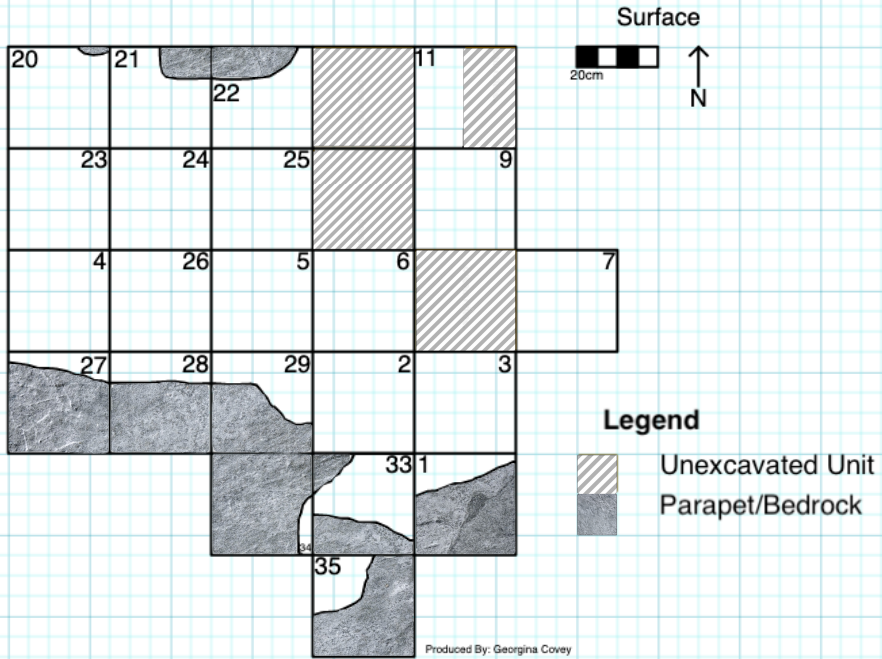 Surface
20 21 11
20cm
22 N
23 24 25 9
4 26 5 6 7
27 28 29 2 3
Legend
33 1 Unexcavated Unit
Parapet/Bedrock
34
35
Produced By: Georgina Covey